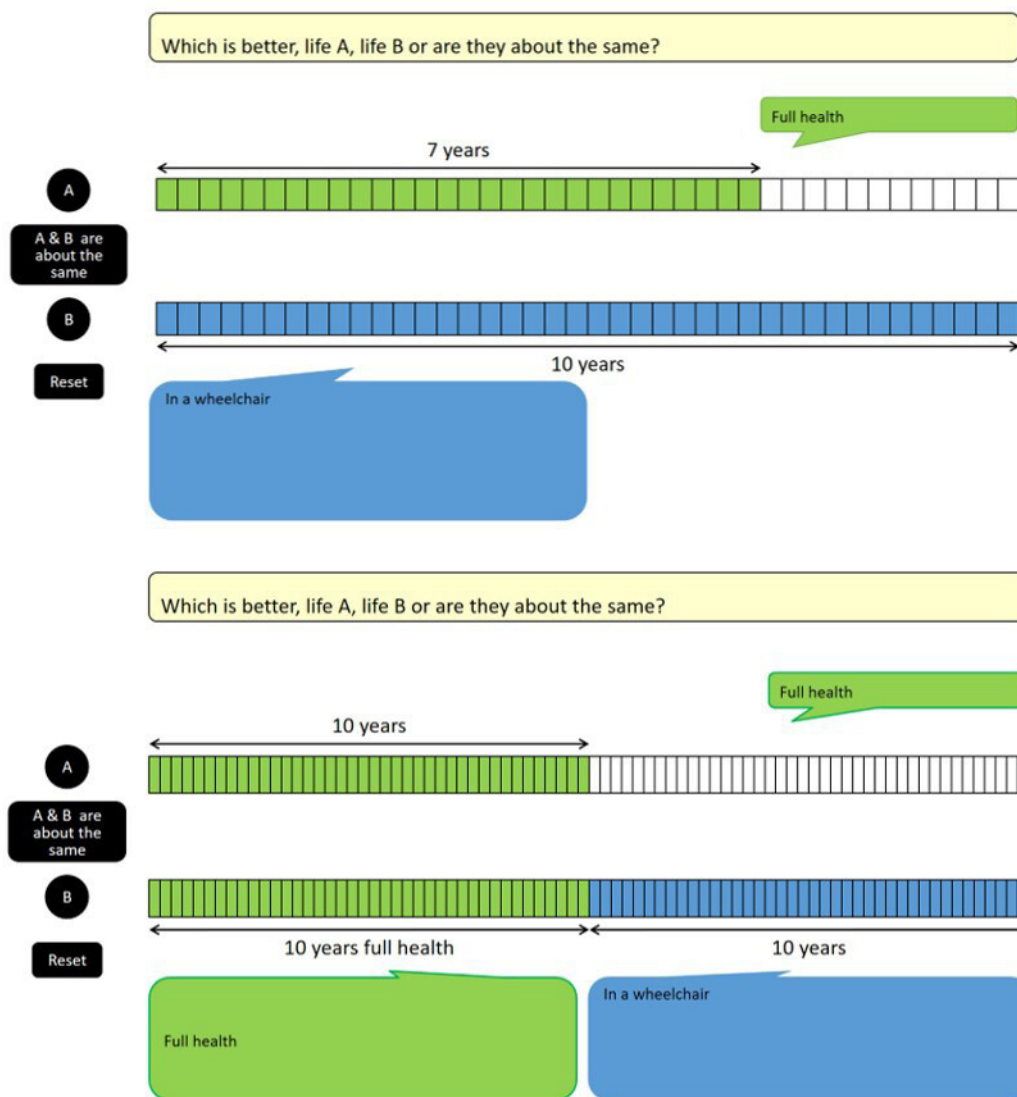 Which is better, life A, life B or are they about the same?
Full health
7 years
A
A & B are
about the
same
B
10 years
Reset
In a wheelchair
Which is better, life A, life B or are they about the same?
Full health
10 years
A
A & B are
about the
same
B
10 years full health
10 years
Reset
In a wheelchair
Full health